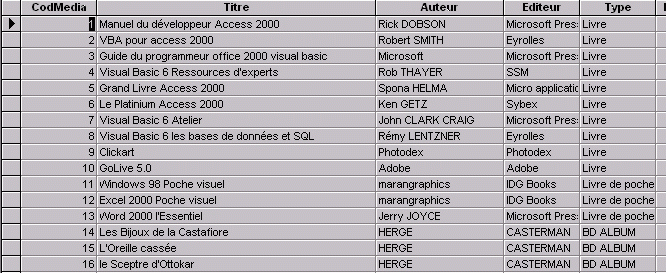 CodMedia Titre Auteur Editeur Type
1 Manuel du développeur Access 2000 Rick DOBSON Microsoft Pres Livre
2 VBA pour access 2000 Robert SMITH Eyrolles Livre
3 Guide du programmeur office 2000 visual basic Microsoft Microsoft Pres Livre
4 Visual Basic 6 Ressources d'experts Rob THAYER SSM Livre
5 Grand Livre Access 2000 Spona HELMA Micro applicatio Livre
6 Le Platinium Access 2000 Ken GETZ Sybex Livre
7 Visual Basic 6 Atelier John CLARK CRAIG Microsoft Pres Livre
8 Visual Basic 6 les bases de données et SQL Rémy LENTZNER Eyrolles Livre
9 Clickart Photodex Photodex Livre
10 GoLive 5.0 Adobe Adobe Livre
11 Windows 98 Poche visuel marangraphics IDG Books Livre de poche
12 Excel 2000 Poche visuel marangraphics IDG Books Livre de poche
13 Word 2000 l'Essentiel Jerry JOYCE Microsoft Pres Livre de poche
14 Les Bijoux de la Castafiore HERGE CASTERMAN BD ALBUM
15 L'Oreille cassée HERGE CASTERMAN BD ALBUM
16 le Sceptre d'Ottokar HERGE CASTERMAN BD ALBUM